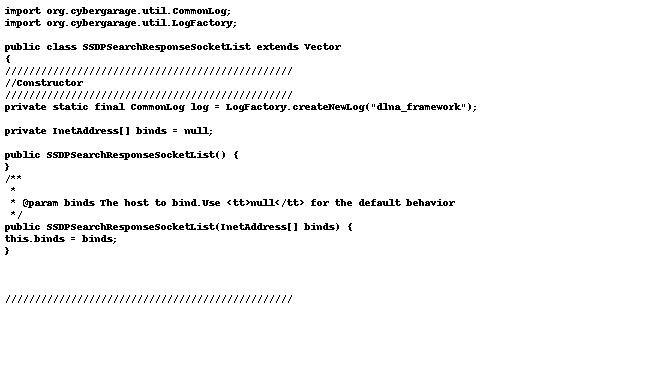 import org.cybergarage.util.CommonLog;
import org.cybergarage.util.LogFactory;
public class SSDPSearchResponseSocketList extends Vector
{
////////////////////////////////////////////////
//Constructor
////////////////////////////////////////////////
private static final CommonLog log = LogFactory.createNewLog("dlna_framework");
private InetAddress[] binds = null;
public SSDPSearchResponseSocketList() {
}
/**
*
* @param binds The host to bind.Use <tt>null</tt> for the default behavior
*/
public SSDPSearchResponseSocketList(InetAddress[] binds) {
this.binds = binds;
}
////////////////////////////////////////////////